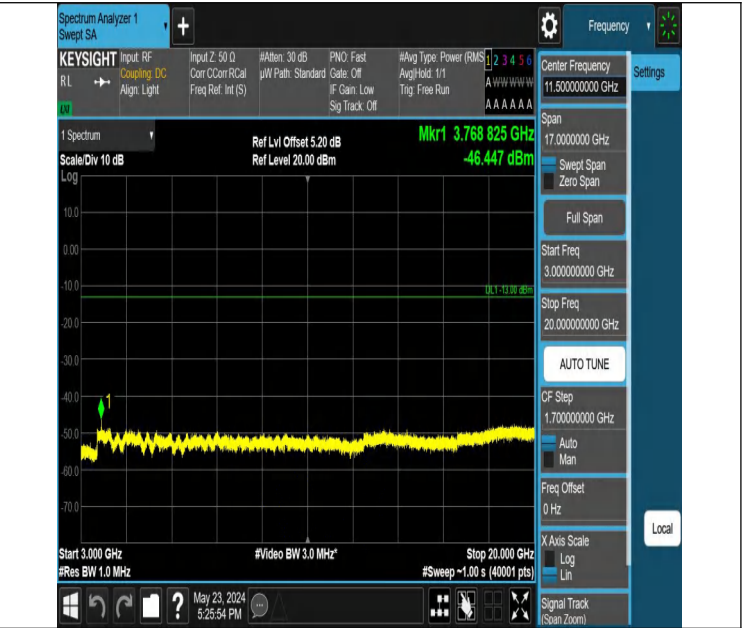 Spectrum Analyzer 1
Swept SA
+
Frequency
KEYSIGHT
RL
LXI
Input: RF
Coupling: DC
Align: Light
Input Z: 50 Ω
Corr CCorr RCal
Freq Ref: Int (S)
#Atten: 30 dB
µW Path: Standard
PNO: Fast
Gate: Off
IF Gain: Low
Sig Track: Off
#Avg Type: Power (RMS
Avg|Hold: 1/1
Trig: Free Run
1 2 3 4 5 6
A W W W W W
A A A A A A
Center Frequency
11.500000000 GHz
Settings
Span
17.0000000 GHz
Swept Span
Zero Span
Full Span
Start Freq
3.000000000 GHz
Stop Freq
20.000000000 GHz
AUTO TUNE
CF Step
1.700000000 GHz
Auto
Man
Freq Offset
0 Hz
X Axis Scale
Log
Lin
Signal Track
(Span Zoom)
Local
1 Spectrum
Scale/Div 10 dB
Ref Lvl Offset 5.20 dB
Ref Level 20.00 dBm
Mkr1 3.768 825 GHz
-46.447 dBm
Log
10.0
0.00
-10.0
DL1 -13.00 dBm
-20.0
-30.0
-40.0
1
-50.0
-60.0
-70.0
Start 3.000 GHz
#Res BW 1.0 MHz
#Video BW 3.0 MHz*
Stop 20.000 GHz
#Sweep ~1.00 s (40001 pts)
?
May 23, 2024
5:25:54 PM